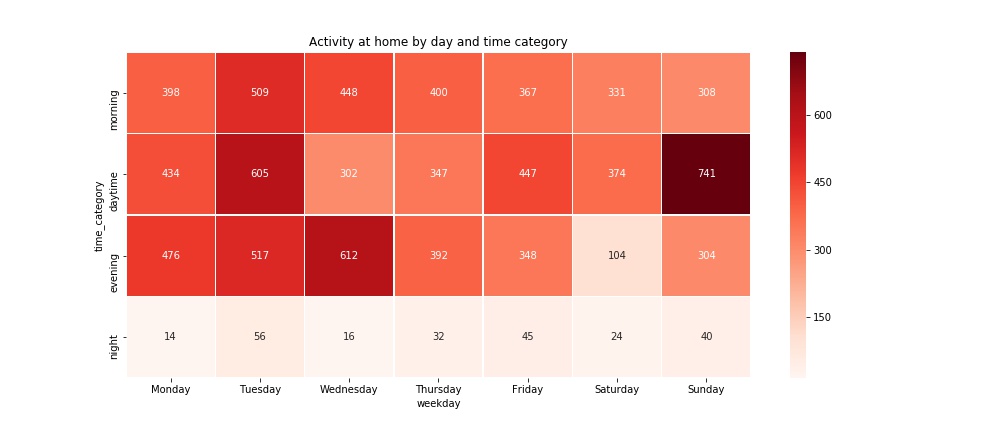 Activity at home by day and time category
morning 398 509 448 400 367 331 308
daytime 434 605 302 347 447 374 741
evening 476 517 612 392 348 104 304
night 14 56 16 32 45 24 40
time_category
Monday Tuesday Wednesday Thursday Friday Saturday Sunday
weekday
600
450
300
150